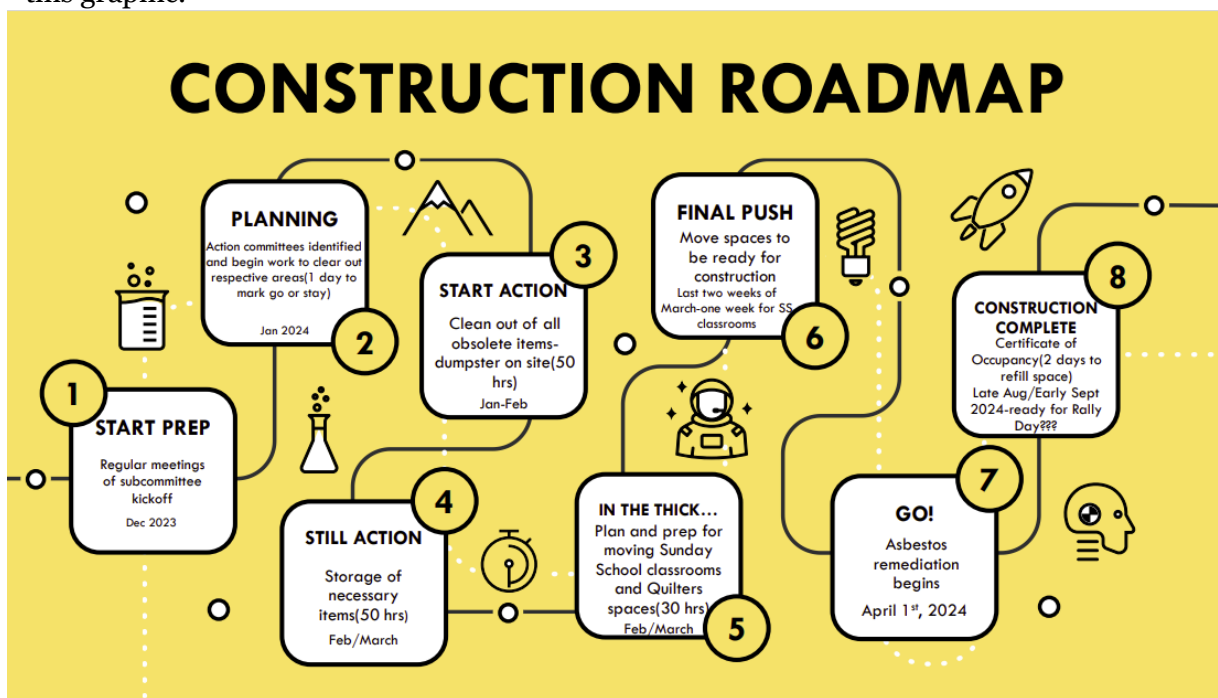 this graphic.
CONSTRUCTION ROADMAP
1
START PREP
Regular meetings
of subcommittee
kickoff
Dec 2023
PLANNING
Action committees identified
and begin work to clear out
respective areas(1 day to
mark go or stay)
Jan 2024
2
3
START ACTION
Clean out of all
obsolete items-
dumpster on site(50
hrs)
Jan-Feb
4
STILL ACTION
Storage of
necessary
items(50 hrs)
Feb/March
IN THE THICK...
Plan and prep for
moving Sunday
School classrooms
and Quilters
spaces(30 hrs)
Feb/March
5
FINAL PUSH
Move spaces to
be ready for
construction
Last two weeks of
March-one week for SS
classrooms
6
7
GO!
Asbestos
remediation
begins
April 1st, 2024
8
CONSTRUCTION
COMPLETE
Certificate of
Occupancy(2 days to
refill space)
Late Aug/Early Sept
2024-ready for Rally
Day???